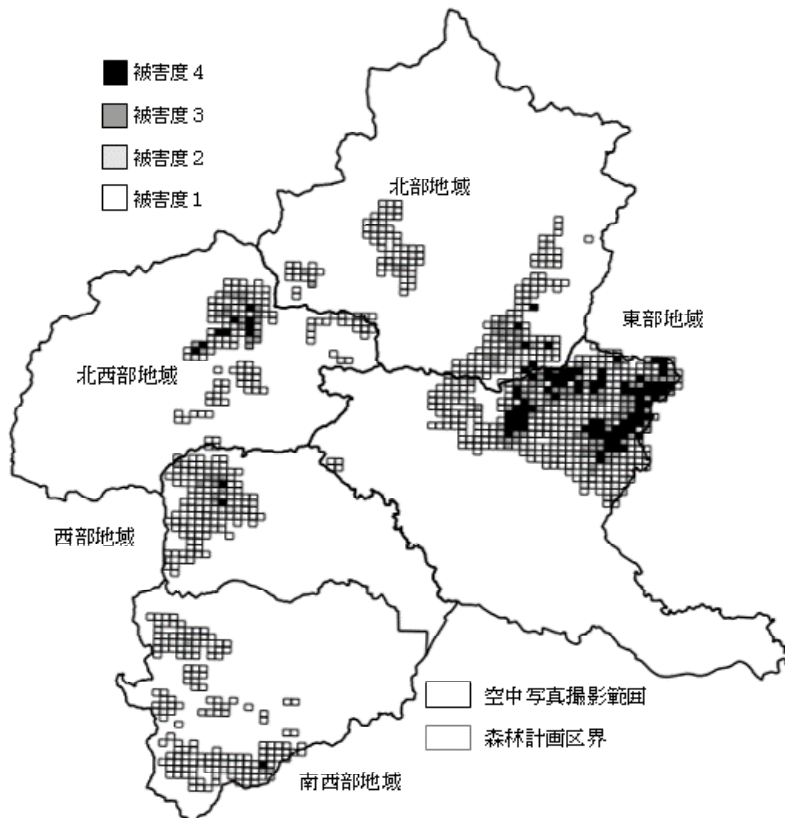 被害度4
被害度3
被害度2
被害度1
北部地域
東部地域
北西部地域
西部地域
空中写真撮影範囲
森林計画区界
南西部地域